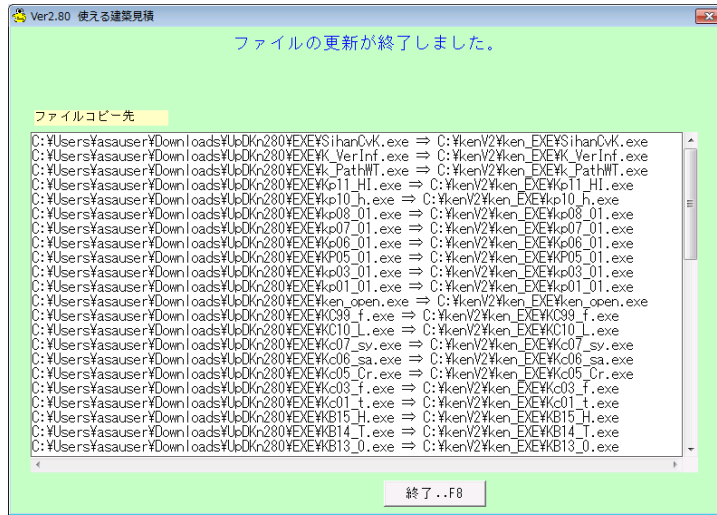 Ver2.80 使える建築見積
ファイルの更新が終了しました。
ファイルコピー先
C:¥Users¥asauser¥Downloads¥UpDKn280¥EXE¥SihanCvK.exe ⇒ C:¥kenV2¥ken_EXE¥SihanCvK.exe
C:¥Users¥asauser¥Downloads¥UpDKn280¥EXE¥K_VerInf.exe ⇒ C:¥kenV2¥ken_EXE¥K_VerInf.exe
C:¥Users¥asauser¥Downloads¥UpDKn280¥EXE¥k_PathWT.exe ⇒ C:¥kenV2¥ken_EXE¥k_PathWT.exe
C:¥Users¥asauser¥Downloads¥UpDKn280¥EXE¥Kp11_HI.exe ⇒ C:¥kenV2¥ken_EXE¥Kp11_HI.exe
C:¥Users¥asauser¥Downloads¥UpDKn280¥EXE¥kp10_h.exe ⇒ C:¥kenV2¥ken_EXE¥kp10_h.exe
C:¥Users¥asauser¥Downloads¥UpDKn280¥EXE¥kp08_01.exe ⇒ C:¥kenV2¥ken_EXE¥kp08_01.exe
C:¥Users¥asauser¥Downloads¥UpDKn280¥EXE¥kp07_01.exe ⇒ C:¥kenV2¥ken_EXE¥kp07_01.exe
C:¥Users¥asauser¥Downloads¥UpDKn280¥EXE¥Kp06_01.exe ⇒ C:¥kenV2¥ken_EXE¥Kp06_01.exe
C:¥Users¥asauser¥Downloads¥UpDKn280¥EXE¥KP05_01.exe ⇒ C:¥kenV2¥ken_EXE¥KP05_01.exe
C:¥Users¥asauser¥Downloads¥UpDKn280¥EXE¥kp03_01.exe ⇒ C:¥kenV2¥ken_EXE¥kp03_01.exe
C:¥Users¥asauser¥Downloads¥UpDKn280¥EXE¥kp01_01.exe ⇒ C:¥kenV2¥ken_EXE¥kp01_01.exe
C:¥Users¥asauser¥Downloads¥UpDKn280¥EXE¥ken_open.exe ⇒ C:¥kenV2¥ken_EXE¥ken_open.exe
C:¥Users¥asauser¥Downloads¥UpDKn280¥EXE¥KC99_f.exe ⇒ C:¥kenV2¥ken_EXE¥KC99_f.exe
C:¥Users¥asauser¥Downloads¥UpDKn280¥EXE¥KC10_L.exe ⇒ C:¥kenV2¥ken_EXE¥KC10_L.exe
C:¥Users¥asauser¥Downloads¥UpDKn280¥EXE¥Kc07_sy.exe ⇒ C:¥kenV2¥ken_EXE¥Kc07_sy.exe
C:¥Users¥asauser¥Downloads¥UpDKn280¥EXE¥Kc06_sa.exe ⇒ C:¥kenV2¥ken_EXE¥Kc06_sa.exe
C:¥Users¥asauser¥Downloads¥UpDKn280¥EXE¥Kc05_Cr.exe ⇒ C:¥kenV2¥ken_EXE¥Kc05_Cr.exe
C:¥Users¥asauser¥Downloads¥UpDKn280¥EXE¥Kc03_f.exe ⇒ C:¥kenV2¥ken_EXE¥Kc03_f.exe
C:¥Users¥asauser¥Downloads¥UpDKn280¥EXE¥Kc01_t.exe ⇒ C:¥kenV2¥ken_EXE¥Kc01_t.exe
C:¥Users¥asauser¥Downloads¥UpDKn280¥EXE¥KB15_H.exe ⇒ C:¥kenV2¥ken_EXE¥KB15_H.exe
C:¥Users¥asauser¥Downloads¥UpDKn280¥EXE¥KB14_T.exe ⇒ C:¥kenV2¥ken_EXE¥KB14_T.exe
C:¥Users¥asauser¥Downloads¥UpDKn280¥EXE¥KB13_0.exe ⇒ C:¥kenV2¥ken_EXE¥KB13_0.exe
終了..F8